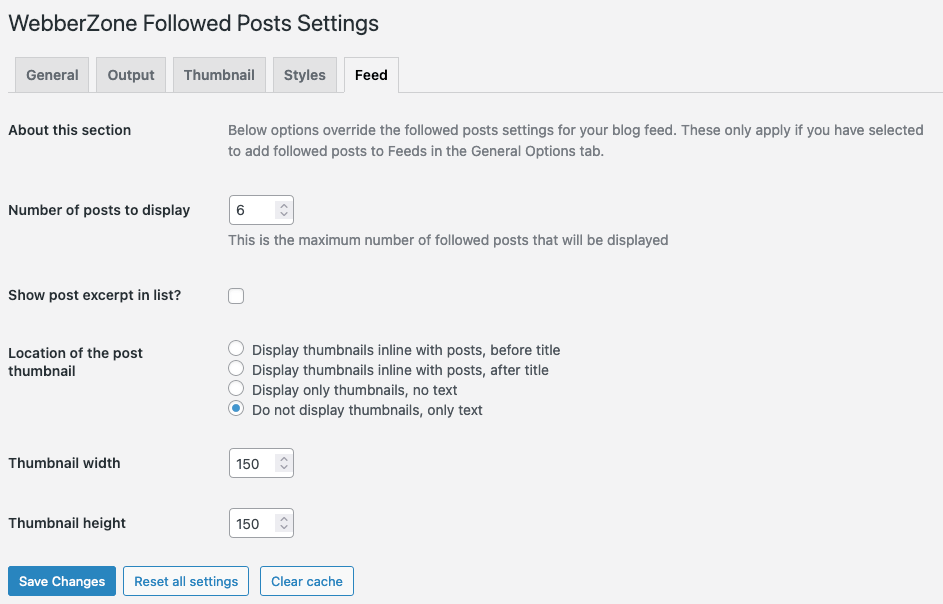 WebberZone Followed Posts Settings
General Output Thumbnail Styles Feed
About this section
Below options override the followed posts settings for your blog feed. These only apply if you have selected
to add followed posts to Feeds in the General Options tab.
Number of posts to display
6
This is the maximum number of followed posts that will be displayed
Show post excerpt in list?
Location of the post
thumbnail
Display thumbnails inline with posts, before title
Display thumbnails inline with posts, after title
Display only thumbnails, no text
Do not display thumbnails, only text
Thumbnail width
150
Thumbnail height
150
Save Changes Reset all settings Clear cache